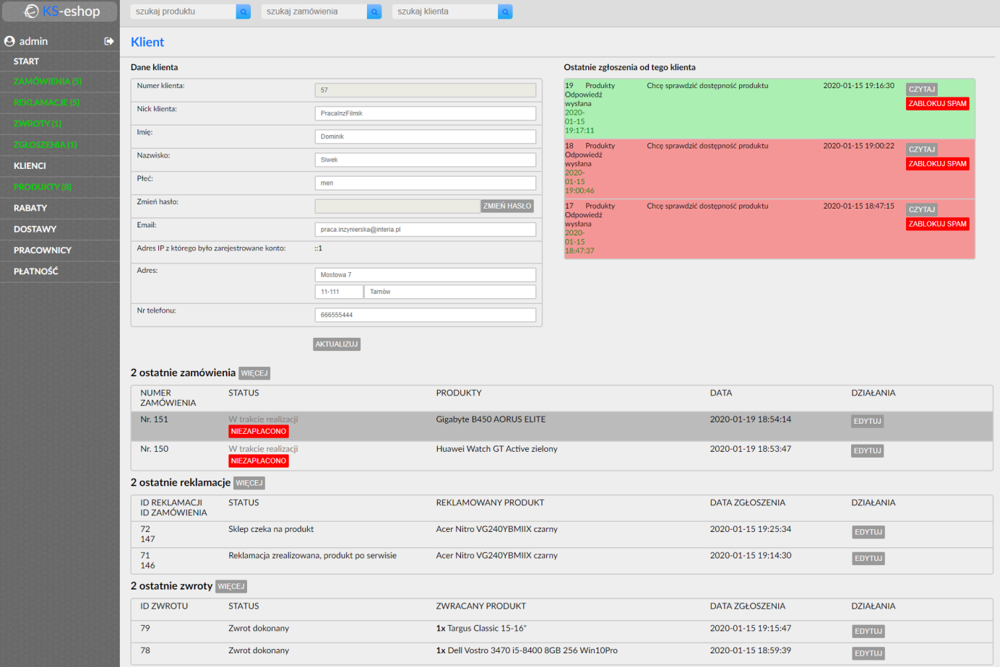 KS-eshop
szukaj produktu
szukaj zamówienia
szukaj klienta
admin
START
ZAMÓWIENIA (5)
REKLAMACJE (5)
ZWROTY (1)
ZGŁOSZENIA (1)
KLIENCI
PRODUKTY (8)
RABATY
DOSTAWY
PRACOWNICY
PŁATNOŚĆ
Klient
Dane klienta
Numer klienta: 57
Nick klienta: PracaInzFilmik
Imię: Dominik
Nazwisko: Siwek
Płeć: men
Zmień hasło: ZMIEŃ HASŁO
Email: praca.inzynierska@interia.pl
Adres IP z którego było zarejestrowane konto: ::1
Adres: Mostowa 7
11-111 Tarnów
Nr telefonu: 666555444
AKTUALIZUJ
Ostatnie zgłoszenia od tego klienta
19 Produkty Chcę sprawdzić dostępność produktu 2020-01-15 19:16:30 CZYTAJ
Odpowiedź
wysłana ZABLOKUJ SPAM
2020-
01-15
19:17:11
18 Produkty Chcę sprawdzić dostępność produktu 2020-01-15 19:00:22 CZYTAJ
Odpowiedź
wysłana ZABLOKUJ SPAM
2020-
01-15
19:00:46
17 Produkty Chcę sprawdzić dostępność produktu 2020-01-15 18:47:15 CZYTAJ
Odpowiedź
wysłana ZABLOKUJ SPAM
2020-
01-15
18:47:37
2 ostatnie zamówienia WIĘCEJ
NUMER STATUS PRODUKTY DATA DZIAŁANIA
ZAMÓWIENIA
Nr. 151 W trakcie realizacji Gigabyte B450 AORUS ELITE 2020-01-19 18:54:14 EDYTUJ
NIEZAPŁACONO
Nr. 150 W trakcie realizacji Huawei Watch GT Active zielony 2020-01-19 18:53:47 EDYTUJ
NIEZAPŁACONO
2 ostatnie reklamacje WIĘCEJ
ID REKLAMACJI STATUS REKLAMOWANY PRODUKT DATA ZGŁOSZENIA DZIAŁANIA
ID ZAMÓWIENIA
72 Sklep czeka na produkt Acer Nitro VG240YBMIIX czarny 2020-01-15 19:25:34 EDYTUJ
147
71 Reklamacja zrealizowana, produkt po serwisie Acer Nitro VG240YBMIIX czarny 2020-01-15 19:14:30 EDYTUJ
146
2 ostatnie zwroty WIĘCEJ
ID ZWROTU STATUS ZWRACANY PRODUKT DATA ZGŁOSZENIA DZIAŁANIA
79 Zwrot dokonany 1x Targus Classic 15-16" 2020-01-15 19:15:47 EDYTUJ
78 Zwrot dokonany 1x Dell Vostro 3470 i5-8400 8GB 256 Win10Pro 2020-01-15 18:59:39 EDYTUJ